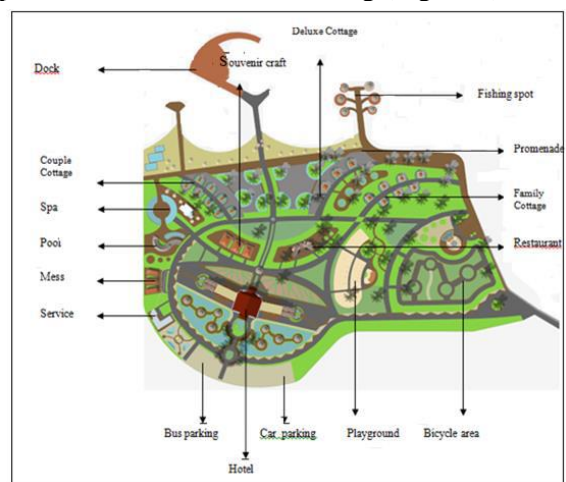 Deluxe Cottage
Souvenir craft
Dock
Fishing spot
Promenade
Couple
Cottage
Family
Cottage
Spa
Pool
Restaurant
Mess
Service
Bus parking
Car parking
Playground
Bicycle area
Hotel